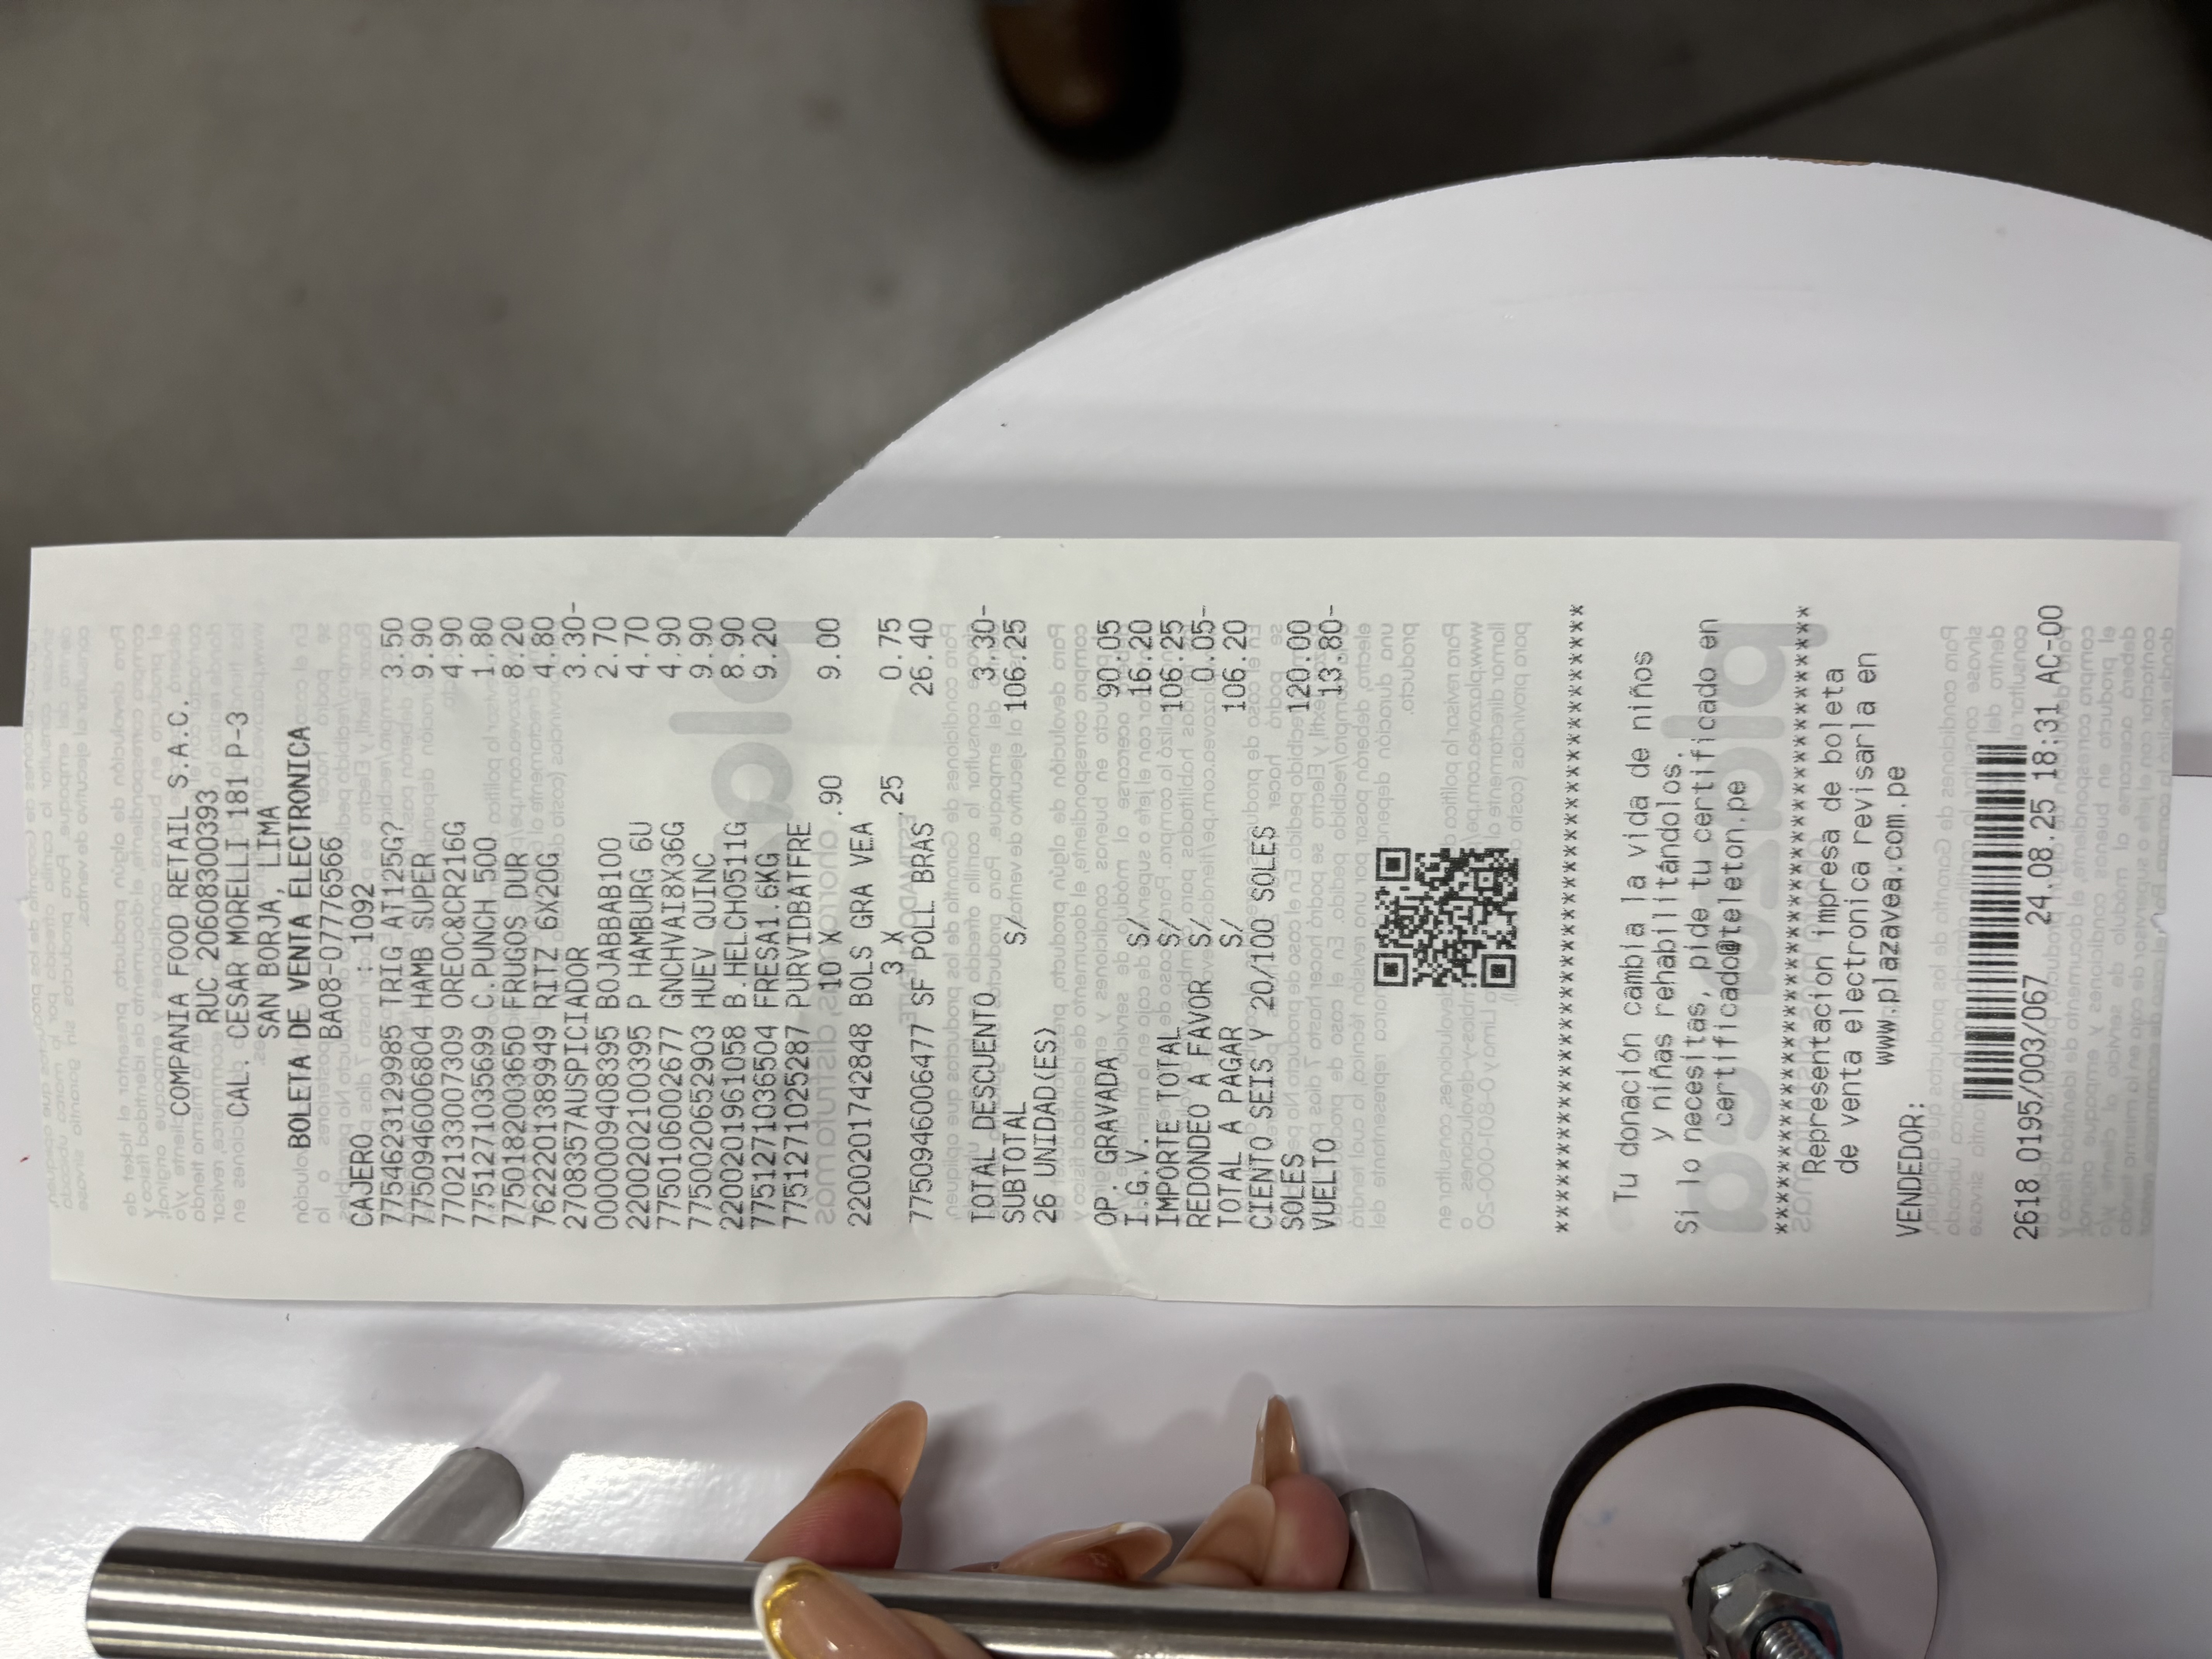 COMPANIA FOOD RETAIL S.A.C.
RUC 20608300393
CAL. CESAR MORELLI 181 P-3
SAN BORJA, LIMA
BOLETA DE VENTA ELECTRONICA
BA08-07776566
CAJERO : 1092
7754623129985 TRIG AT125G? 3.50
7750946006804 HAMB SUPER 9.90
7702133007309 OREOC&CR216G 4.90
7751271035699 C.PUNCH 500 1.80
7750182003650 FRUGOS DUR 8.20
7622201389949 RITZ 6X20G 4.80
2708357AUSPICIADOR 3.30-
0000009408395 BOJABBAB100 2.70
2200202100395 P HAMBURG 6U 4.70
7750106002677 GNCHVAI8X36G 4.90
7750020652903 HUEV QUINC 9.90
2200201961058 B.HELCHO511G 8.90
7751271036504 FRESA1.6KG 9.20
7751271025287 PURVIDBATFRE
10 X .90 9.00
2200201742848 BOLS GRA VEA
3 X .25 0.75
7750946006477 SF POLL BRAS 26.40
TOTAL DESCUENTO 3.30-
SUBTOTAL S/ 106.25
26 UNIDAD(ES)
OP. GRAVADA 90.05
I.G.V. S/ 16.20
IMPORTE TOTAL S/ 106.25
REDONDEO A FAVOR S/ 0.05-
TOTAL A PAGAR S/ 106.20
CIENTO SEIS Y 20/100 SOLES
SOLES 120.00
VUELTO 13.80-
****************************************
Tu donación cambia la vida de niños
y niñas rehabilitándolos.
Si lo necesitas, pide tu certificado en
certificado@teleton.pe
****************************************
Representacion impresa de boleta
de venta electronica revisarla en
www.plazavea.com.pe
VENDEDOR:
2618 0195/003/067 24.08.25 18:31 AC-00